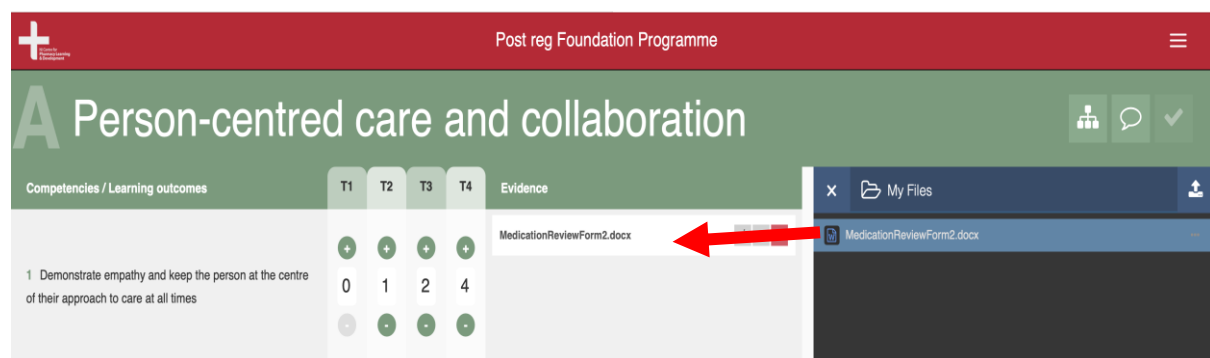 Post reg Foundation Programme
A Person-centred care and collaboration
Competencies / Learning outcomes T1 T2 T3 T4 Evidence x My Files
MedicationReviewForm2.docx MedicationReviewForm2.docx
+ + + +
1 Demonstrate empathy and keep the person at the centre
of their approach to care at all times
0 1 2 4
- - - -